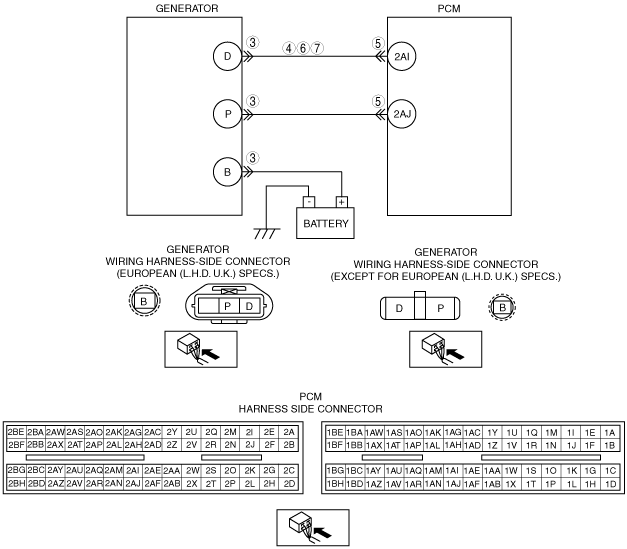 GENERATOR PCM
3 4 6 7 5
D 2AI
3 5
P 2AJ
3
B
- +
BATTERY
GENERATOR
WIRING HARNESS-SIDE CONNECTOR
(EUROPEAN (L.H.D. U.K.) SPECS.)
B P D
GENERATOR
WIRING HARNESS-SIDE CONNECTOR
(EXCEPT FOR EUROPEAN (L.H.D. U.K.) SPECS.)
D P B
PCM
HARNESS SIDE CONNECTOR
2BE 2BA 2AW 2AS 2AO 2AK 2AG 2AC 2Y 2U 2Q 2M 2I 2E 2A
2BF 2BB 2AX 2AT 2AP 2AL 2AH 2AD 2Z 2V 2R 2N 2J 2F 2B
2BG 2BC 2AY 2AU 2AQ 2AM 2AI 2AE 2AA 2W 2S 2O 2K 2G 2C
2BH 2BD 2AZ 2AV 2AR 2AN 2AJ 2AF 2AB 2X 2T 2P 2L 2H 2D
1BE 1BA 1AW 1AS 1AO 1AK 1AG 1AC 1Y 1U 1Q 1M 1I 1E 1A
1BF 1BB 1AX 1AT 1AP 1AL 1AH 1AD 1Z 1V 1R 1N 1J 1F 1B
1BG 1BC 1AY 1AU 1AQ 1AM 1AI 1AE 1AA 1W 1S 1O 1K 1G 1C
1BH 1BD 1AZ 1AV 1AR 1AN 1AJ 1AF 1AB 1X 1T 1P 1L 1H 1D